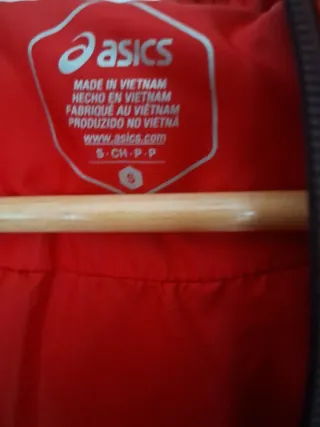 asics
MADE IN VIETNAM
HECHO EN VIETNAM
FABRIQUÉ AU VIÊTNAM
PRODUZIDO NO VIETNÃ
www.asics.com
S · CH · P · P
S